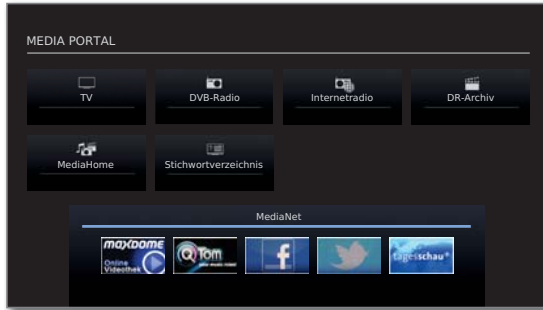 MEDIA PORTAL
TV
DVB-Radio
Internetradio
DR-Archiv
MediaHome
Stichwortverzeichnis
MediaNet
maxdome
Online
Videothek
QTom
f
tagesschau